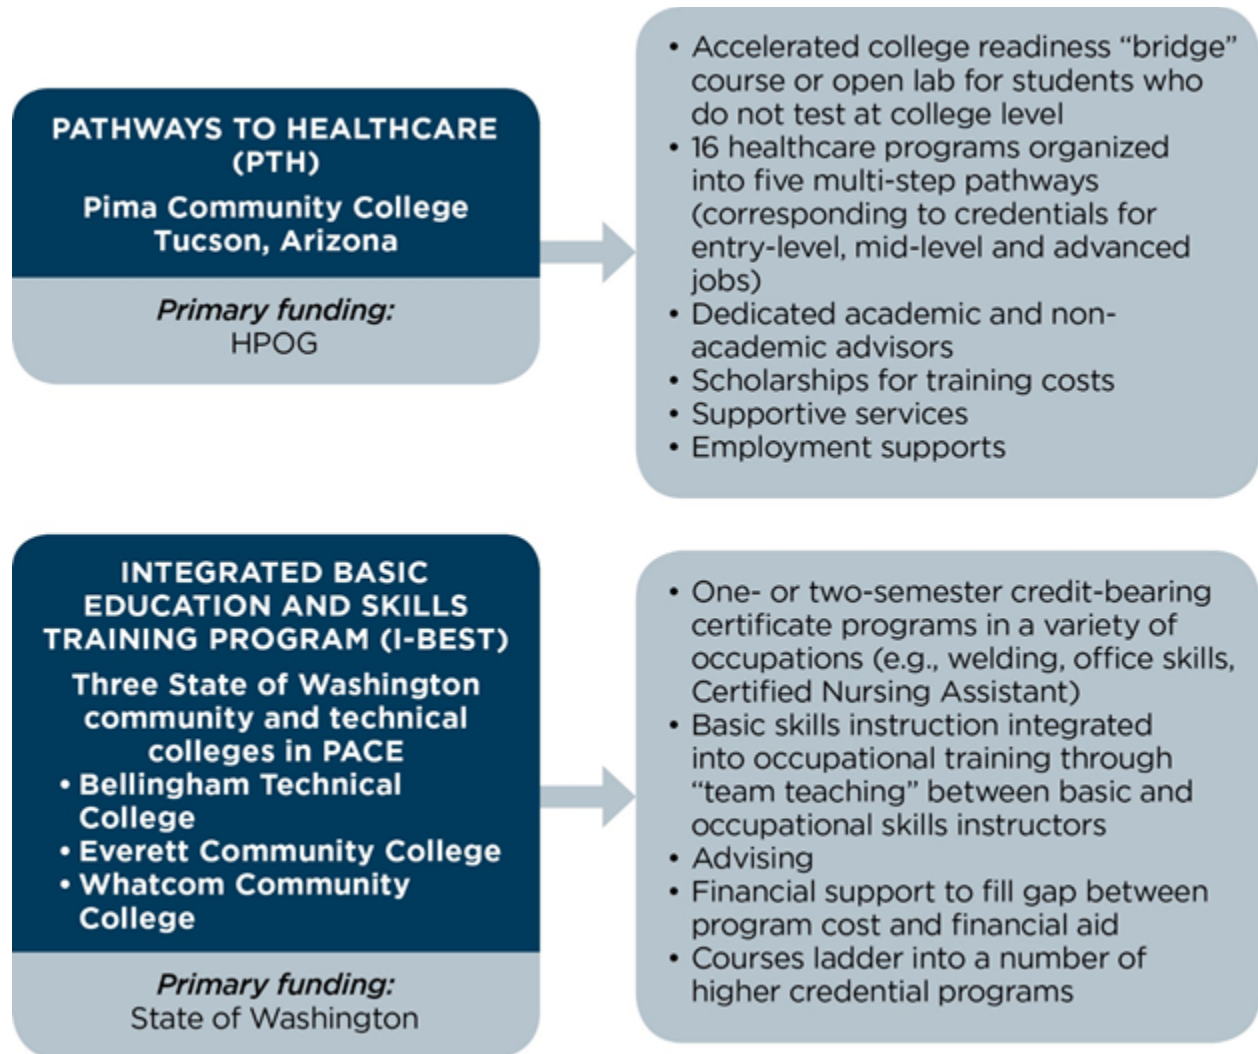 PATHWAYS TO HEALTHCARE
(PTH)
Pima Community College
Tucson, Arizona
Primary funding:
HPOG
• Accelerated college readiness “bridge”
course or open lab for students who
do not test at college level
• 16 healthcare programs organized
into five multi-step pathways
(corresponding to credentials for
entry-level, mid-level and advanced
jobs)
• Dedicated academic and non-
academic advisors
• Scholarships for training costs
• Supportive services
• Employment supports
INTEGRATED BASIC
EDUCATION AND SKILLS
TRAINING PROGRAM (I-BEST)
Three State of Washington
community and technical
colleges in PACE
• Bellingham Technical
College
• Everett Community College
• Whatcom Community
College
Primary funding:
State of Washington
• One- or two-semester credit-bearing
certificate programs in a variety of
occupations (e.g., welding, office skills,
Certified Nursing Assistant)
• Basic skills instruction integrated
into occupational training through
“team teaching” between basic and
occupational skills instructors
• Advising
• Financial support to fill gap between
program cost and financial aid
• Courses ladder into a number of
higher credential programs